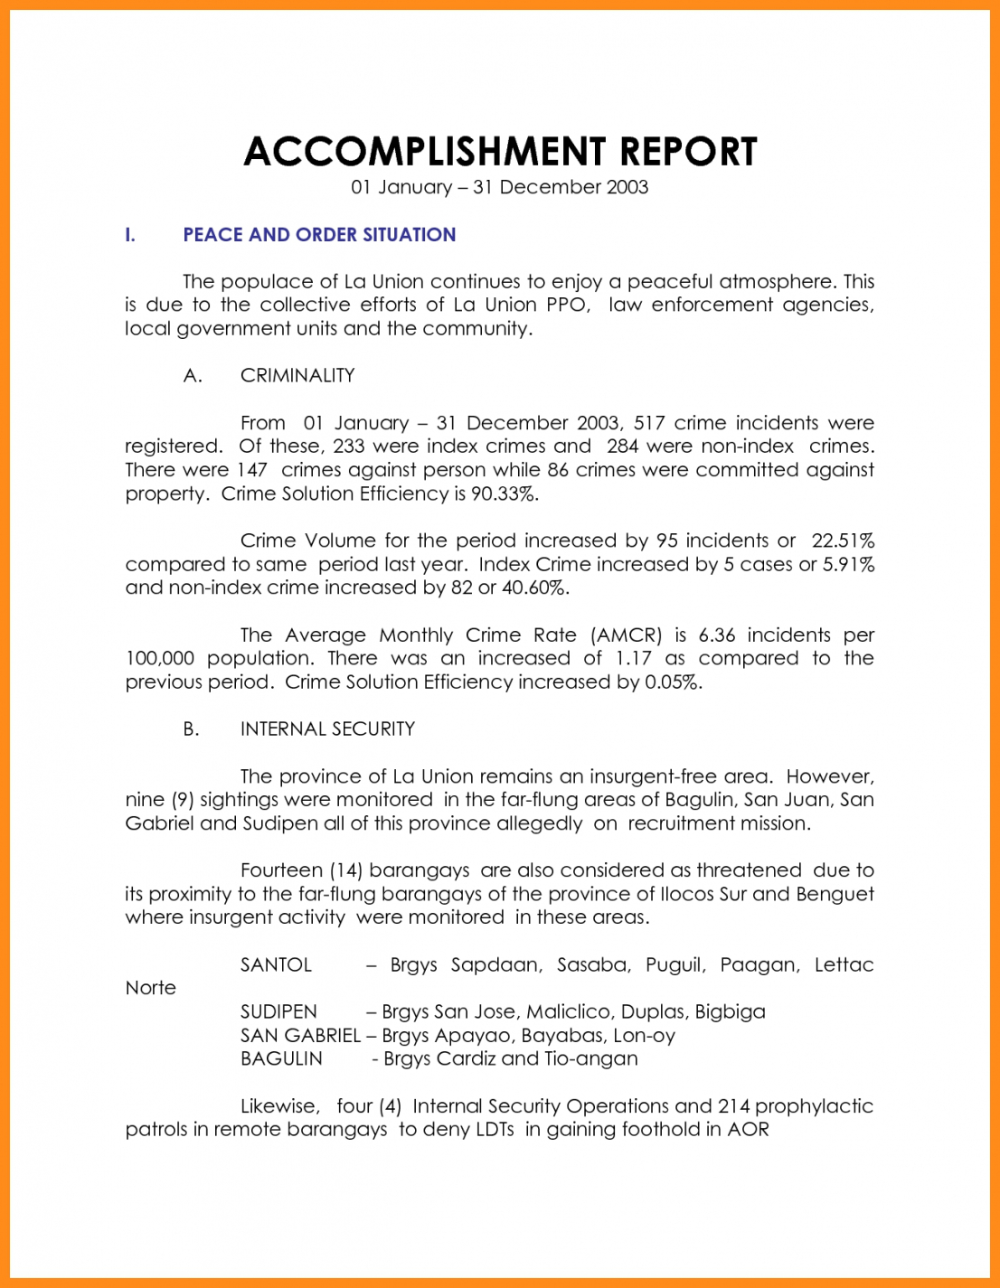 ACCOMPLISHMENT REPORT
01 January – 31 December 2003
I. PEACE AND ORDER SITUATION
The populace of La Union continues to enjoy a peaceful atmosphere. This
is due to the collective efforts of La Union PPO, law enforcement agencies,
local government units and the community.
A. CRIMINALITY
From 01 January – 31 December 2003, 517 crime incidents were
registered. Of these, 233 were index crimes and 284 were non-index crimes.
There were 147 crimes against person while 86 crimes were committed against
property. Crime Solution Efficiency is 90.33%.
Crime Volume for the period increased by 95 incidents or 22.51%
compared to same period last year. Index Crime increased by 5 cases or 5.91%
and non-index crime increased by 82 or 40.60%.
The Average Monthly Crime Rate (AMCR) is 6.36 incidents per
100,000 population. There was an increased of 1.17 as compared to the
previous period. Crime Solution Efficiency increased by 0.05%.
B. INTERNAL SECURITY
The province of La Union remains an insurgent-free area. However,
nine (9) sightings were monitored in the far-flung areas of Bagulin, San Juan, San
Gabriel and Sudipen all of this province allegedly on recruitment mission.
Fourteen (14) barangays are also considered as threatened due to
its proximity to the far-flung barangays of the province of Ilocos Sur and Benguet
where insurgent activity were monitored in these areas.
SANTOL – Brgys Sapdaan, Sasaba, Puguil, Paagan, Lettac
Norte
SUDIPEN – Brgys San Jose, Maliclico, Duplas, Bigbiga
SAN GABRIEL – Brgys Apayao, Bayabas, Lon-oy
BAGULIN - Brgys Cardiz and Tio-angan
Likewise, four (4) Internal Security Operations and 214 prophylactic
patrols in remote barangays to deny LDTs in gaining foothold in AOR